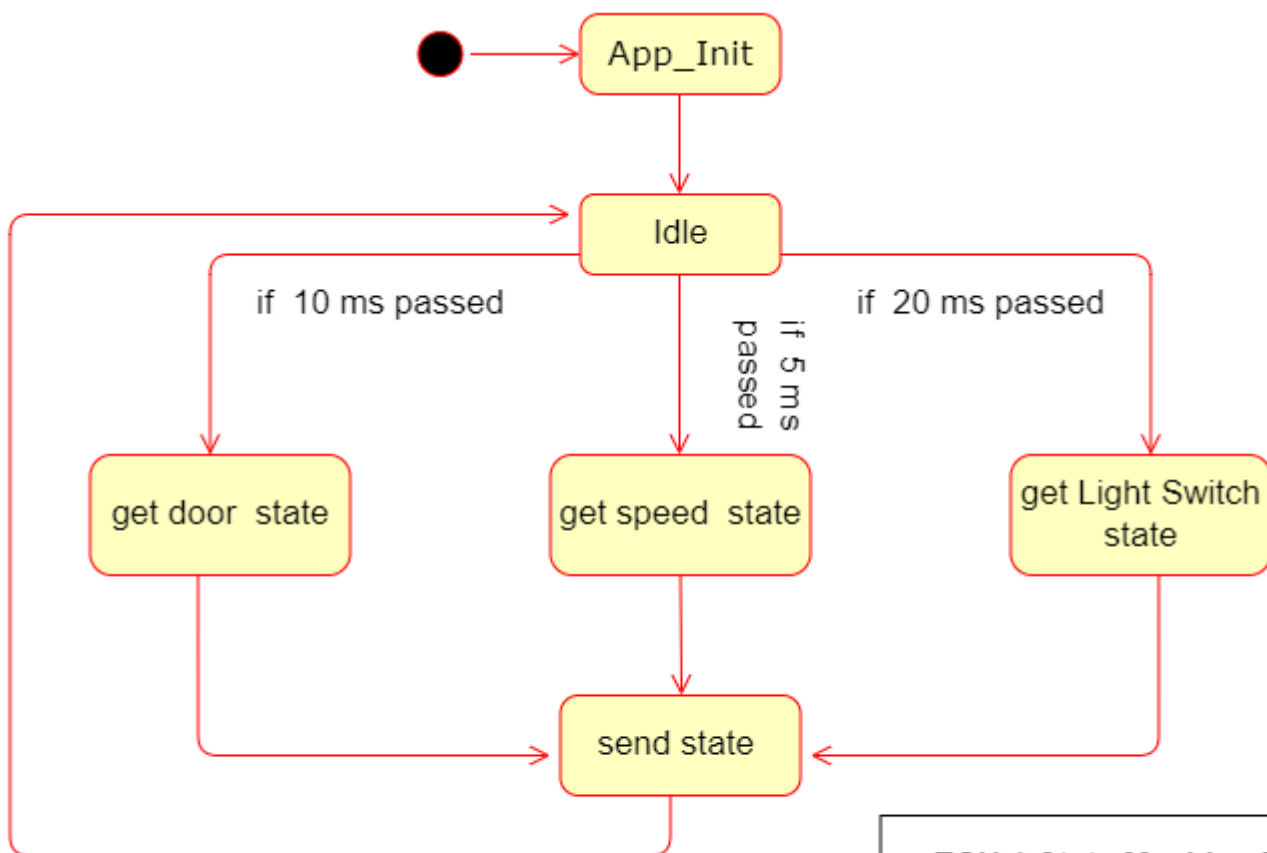 App_Init
Idle
if 10 ms passed
if 5 ms
passed
if 20 ms passed
get door state
get speed state
get Light Switch
state
send state